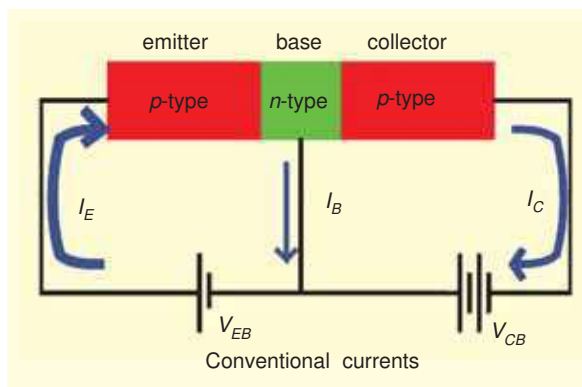 emitter base collector
p-type n-type p-type
I_E I_B I_C
V_EB V_CB
Conventional currents